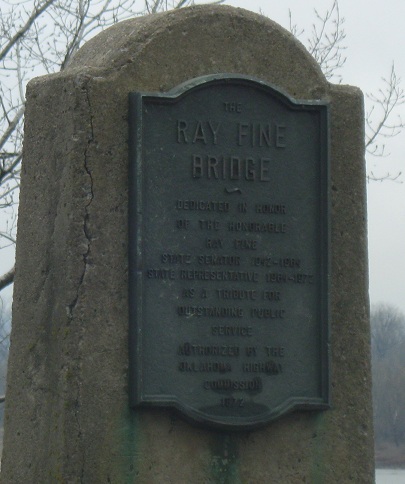 THE
RAY FINE
BRIDGE
DEDICATED IN HONOR
OF THE HONORABLE
RAY FINE
STATE SENATOR
STATE REPRESENTATIVE
AS A TRIBUTE FOR
OUTSTANDING PUBLIC
SERVICE
AUTHORIZED BY THE
OKLAHOMA HIGHWAY
COMMISSION